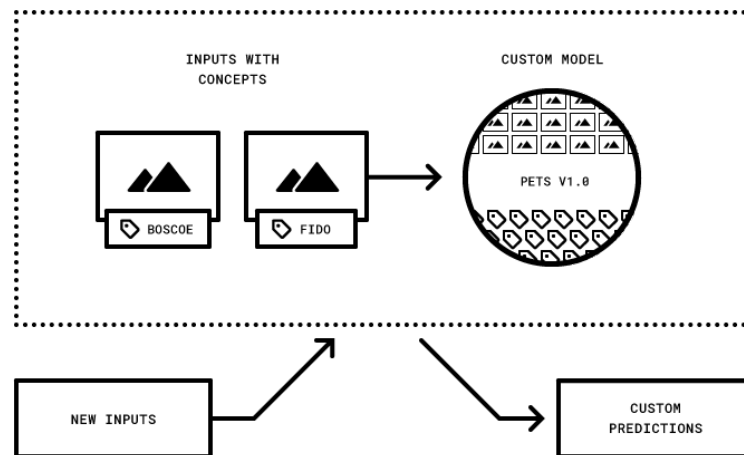 INPUTS WITH
CONCEPTS
CUSTOM MODEL
PETS V1.0
BOSCOE
FIDO
NEW INPUTS
CUSTOM
PREDICTIONS